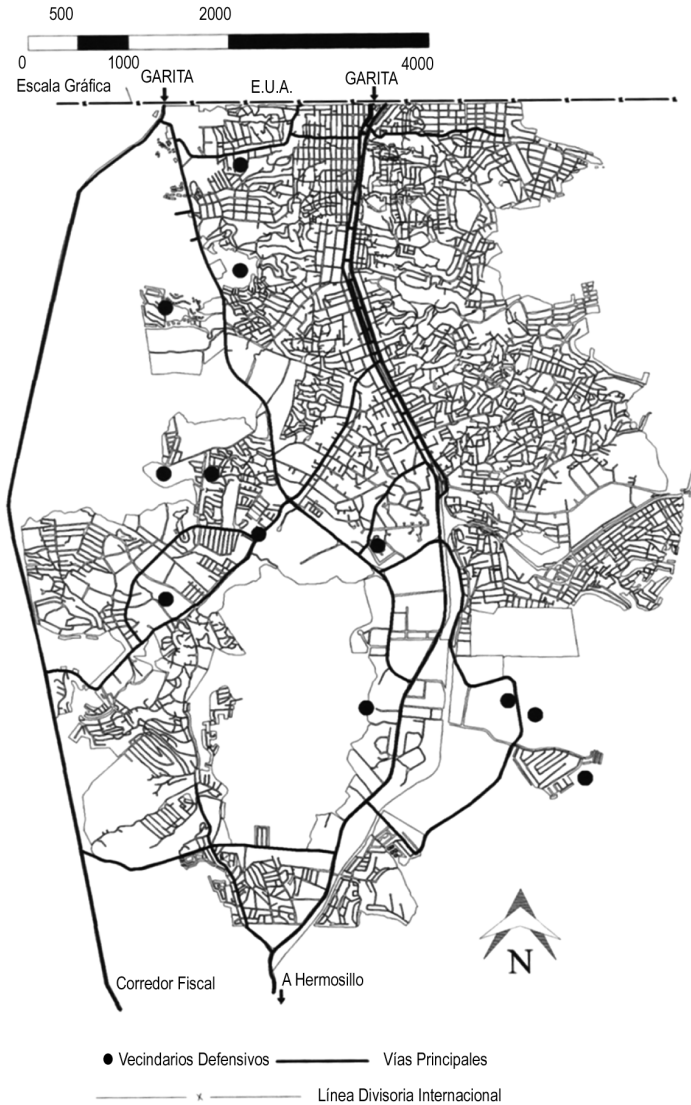 500 2000
0 1000 4000
Escala Gráfica
GARITA
E.U.A.
GARITA
N
Corredor Fiscal
A Hermosillo
Vecindarios Defensivos
Vías Principales
Línea Divisoria Internacional